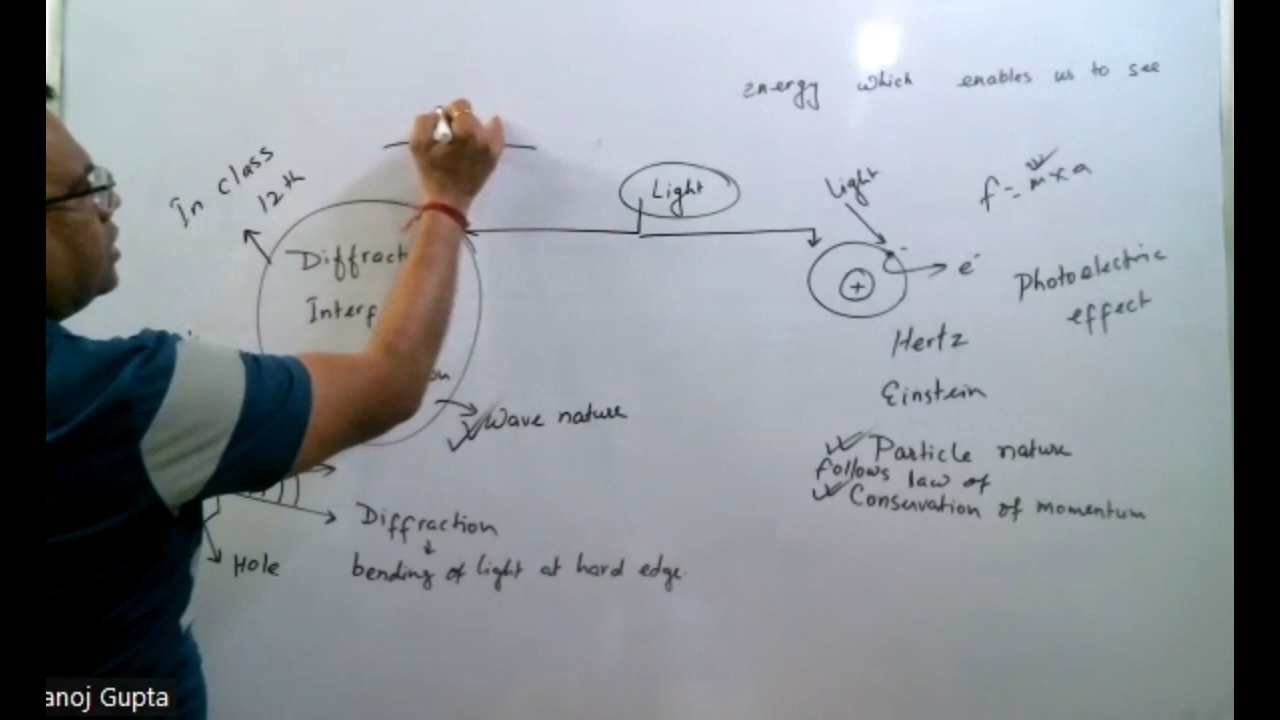 Energy which enables us to see
In class
12th
Light
Light
f = m x a
Diffract
Interf
+
-
e-
Photoelectric
effect
Hertz
Einstein
Wave nature
Particle nature
follows law of
Conservation of momentum
Diffraction
Hole
bending of light at hard edge.
anoj Gupta